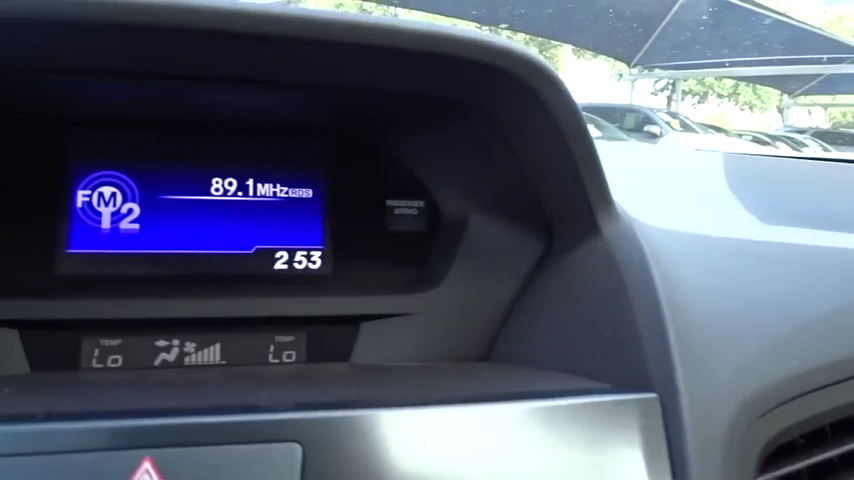 FM2
89.1MHz RDS
2 53
PASSENGER
AIRBAG
TEMP
Lo
TEMP
Lo